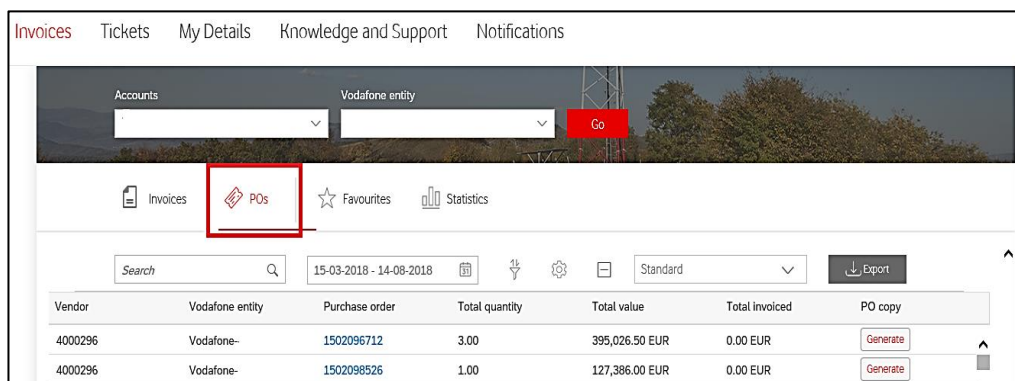 Invoices Tickets My Details Knowledge and Support Notifications
Accounts Vodafone entity
Go
Invoices POs Favourites Statistics
Search 15-03-2018 - 14-08-2018 31 Standard Export
Vendor Vodafone entity Purchase order Total quantity Total value Total invoiced PO copy
4000296 Vodafone- 1502096712 3.00 395,026.50 EUR 0.00 EUR Generate
4000296 Vodafone- 1502098526 1.00 127,386.00 EUR 0.00 EUR Generate